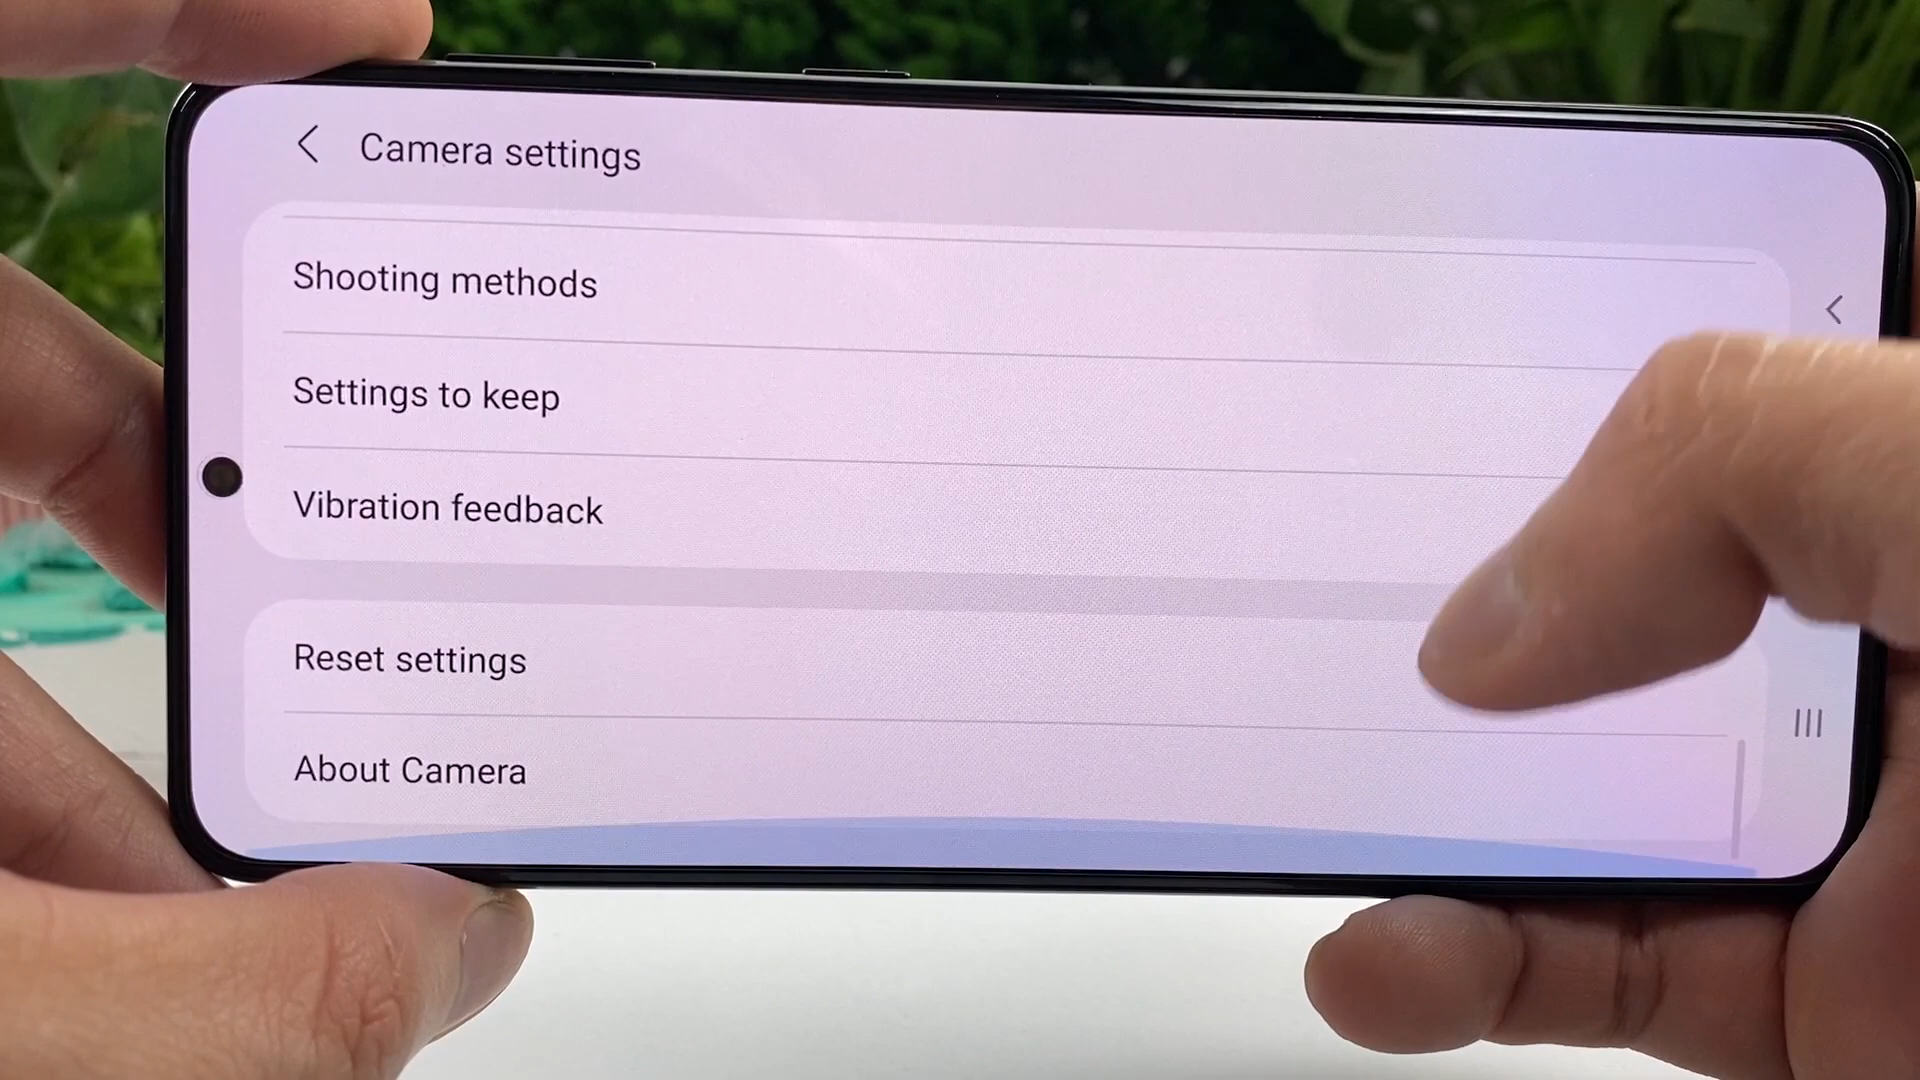 Camera settings
Shooting methods
Settings to keep
Vibration feedback
Reset settings
About Camera